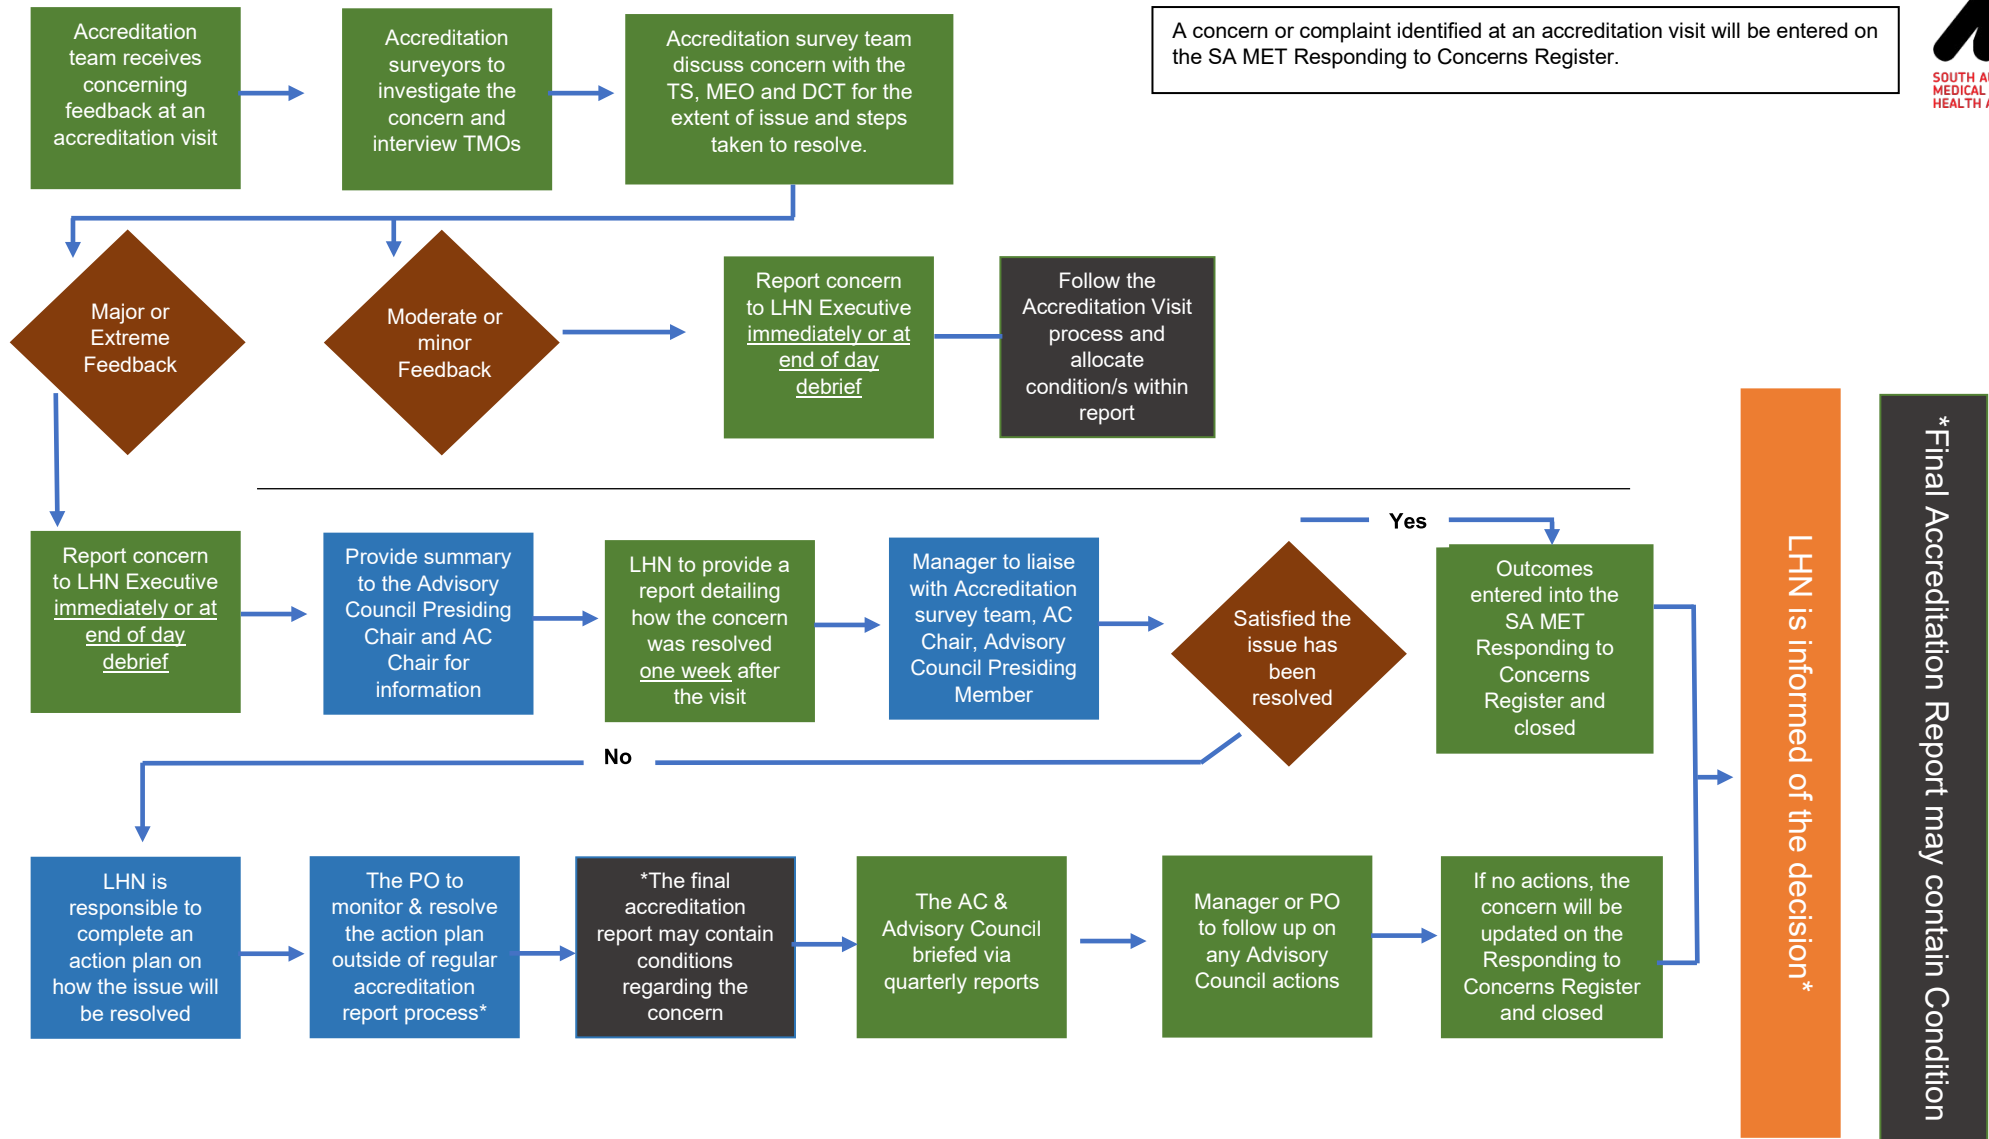 Accreditation
team receives
concerning
feedback at an
accreditation visit
Accreditation
surveyors to
investigate the
concern and
interview TMOs
Accreditation survey team
discuss concern with the
TS, MEO and DCT for the
extent of issue and steps
taken to resolve.
A concern or complaint identified at an accreditation visit will be entered on
the SA MET Responding to Concerns Register.
SOUTH
MEDICAL
HEALTH
Major or
Extreme
Feedback
Moderate or
minor
Feedback
Report concern
to LHN Executive
immediately or at
end of day
debrief
Follow the
Accreditation Visit
process and
allocate
condition/s within
report
Report concern
to LHN Executive
immediately or at
end of day
debrief
Provide summary
to the Advisory
Council Presiding
Chair and AC
Chair for
information
LHN to provide a
report detailing
how the concern
was resolved
one week after
the visit
Manager to liaise
with Accreditation
survey team, AC
Chair, Advisory
Council Presiding
Member
Satisfied the
issue has
been
resolved
Yes
Outcomes
entered into the
SA MET
Responding to
Concerns
Register and
closed
No
LHN is
responsible to
complete an
action plan on
how the issue will
be resolved
The PO to
monitor & resolve
the action plan
outside of regular
accreditation
report process*
*The final
accreditation
report may contain
conditions
regarding the
concern
The AC &
Advisory Council
briefed via
quarterly reports
Manager or PO
to follow up on
any Advisory
Council actions
If no actions, the
concern will be
updated on the
Responding to
Concerns Register
and closed
LHN is informed of the decision*
*Final Accreditation Report may contain Condition